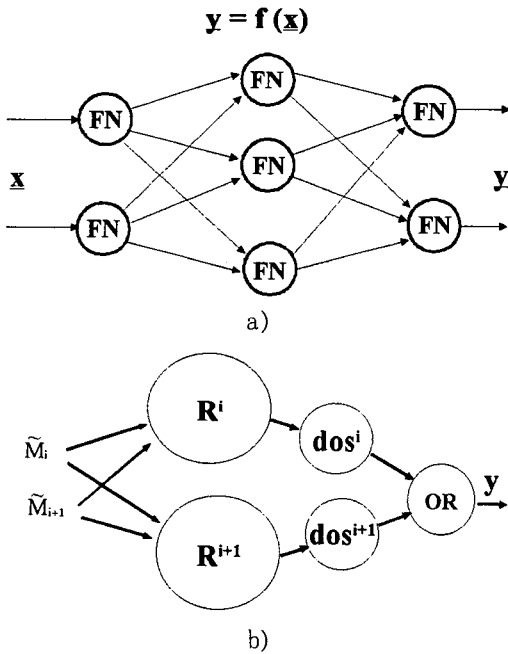 y = f (x)
FN
FN
FN
FN
FN
FN
FN
x
y
a)
M̃ᵢ
M̃ᵢ₊₁
Rⁱ
Rⁱ⁺¹
dosⁱ
dosⁱ⁺¹
OR
y
b)